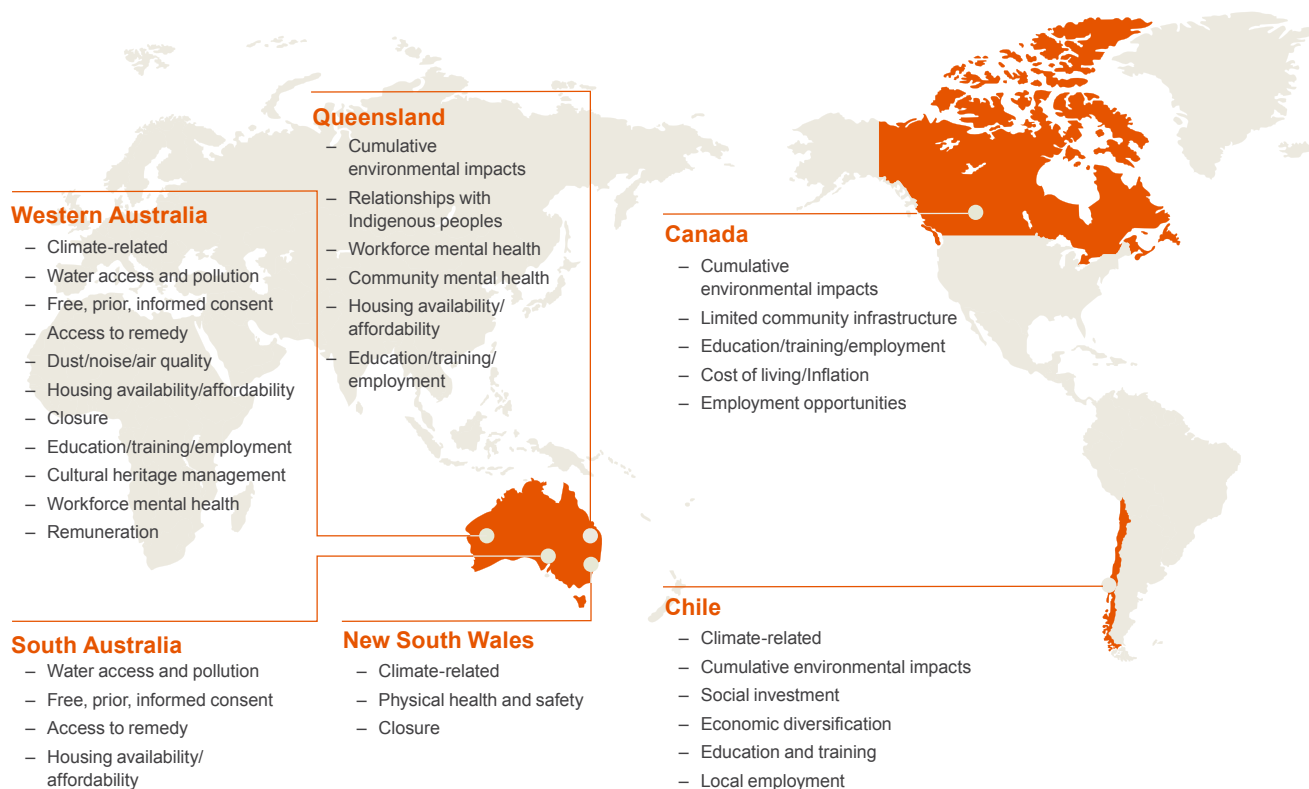 Queensland
– Cumulative
environmental impacts
– Relationships with
Indigenous peoples
– Workforce mental health
– Community mental health
– Housing availability/
affordability
– Education/training/
employment
Western Australia
– Climate-related
– Water access and pollution
– Free, prior, informed consent
– Access to remedy
– Dust/noise/air quality
– Housing availability/affordability
– Closure
– Education/training/employment
– Cultural heritage management
– Workforce mental health
– Remuneration
Canada
– Cumulative
environmental impacts
– Limited community infrastructure
– Education/training/employment
– Cost of living/Inflation
– Employment opportunities
South Australia
– Water access and pollution
– Free, prior, informed consent
– Access to remedy
– Housing availability/
affordability
New South Wales
– Climate-related
– Physical health and safety
– Closure
Chile
– Climate-related
– Cumulative environmental impacts
– Social investment
– Economic diversification
– Education and training
– Local employment